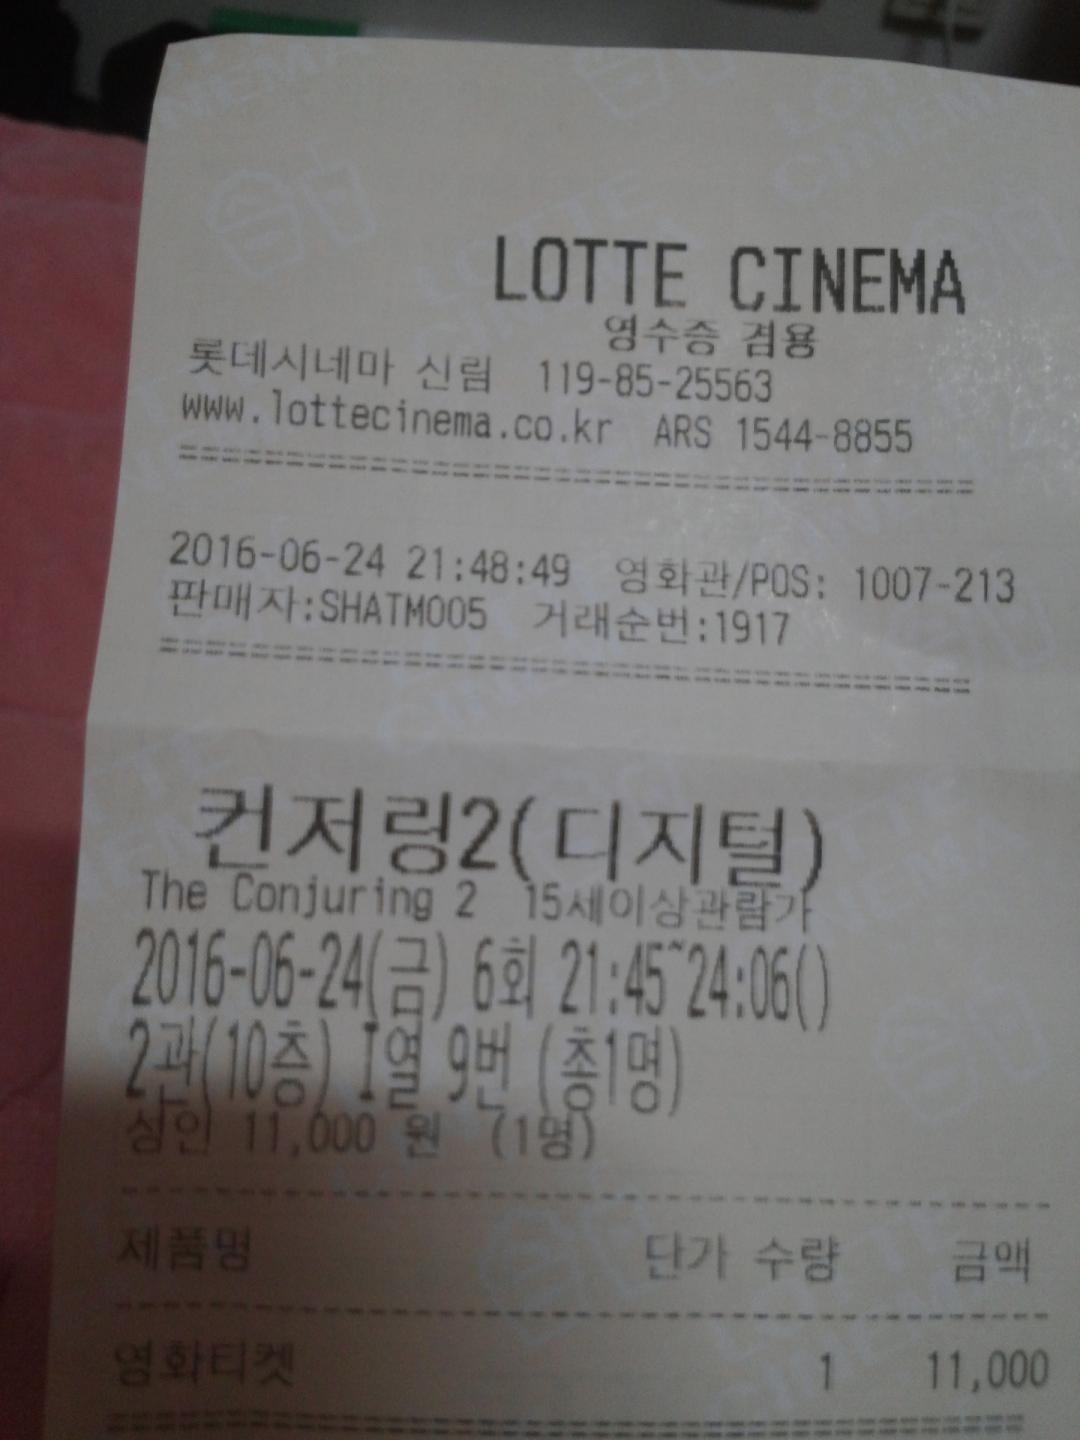 LOTTE CINEMA
영수증 겸용
롯데시네마 신림 119-85-25563
www.lottecinema.co.kr ARS 1544-8855
2016-06-24 21:48:49 영화관/POS: 1007-213
판매자:SHATM005 거래순번:1917
컨저링2(디지털)
The Conjuring 2 15세이상관람가
2016-06-24(금) 6회 21:45~24:06()
2관(10층) I열 9번 (총1명)
성인 11,000 원 (1명)
제품명 단가 수량 금액
영화티켓 1 11,000